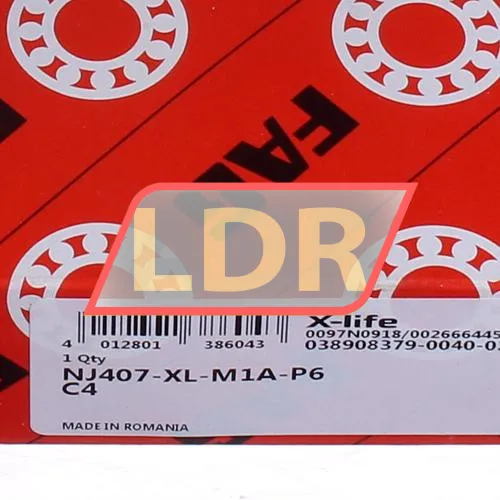 FAG
LDR
X-life
4 012801 386043
0097N0918/002666445
038908379-0040-0
1 Qty
NJ407-XL-M1A-P6
C4
MADE IN ROMANIA